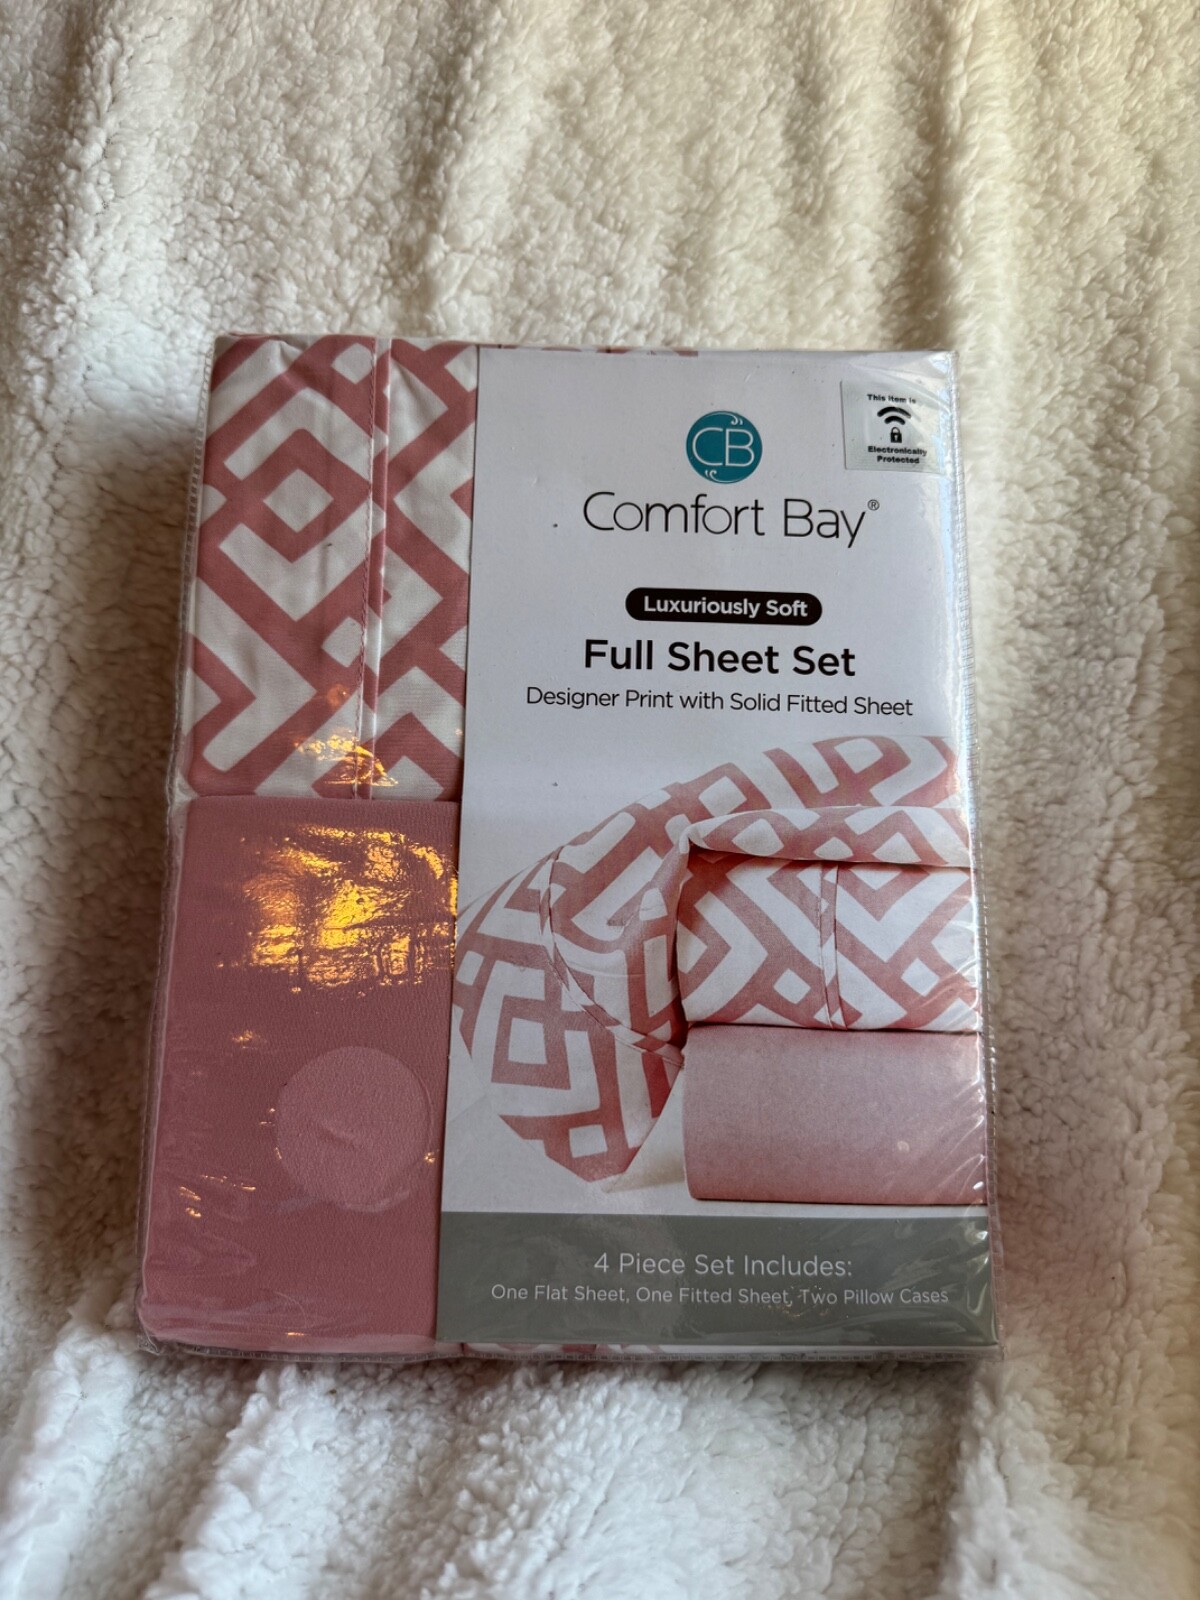 This item is
Electronically
Protected
CB
Comfort Bay®
Luxuriously Soft
Full Sheet Set
Designer Print with Solid Fitted Sheet
4 Piece Set Includes:
One Flat Sheet, One Fitted Sheet, Two Pillow Cases